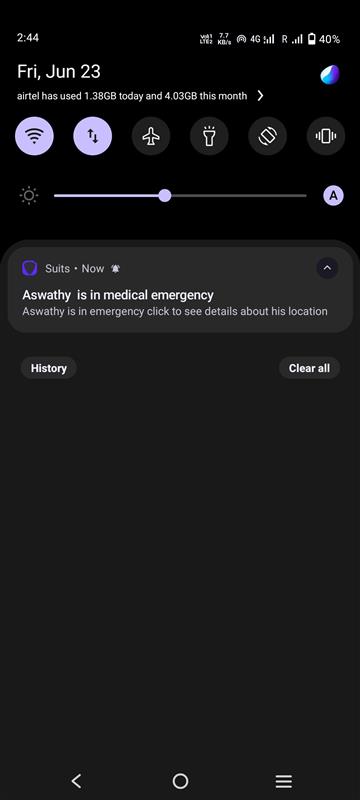 2:44
Vo)) 1
LTE2
7.7
KB/s
4G
R
40%
Fri, Jun 23
airtel has used 1.38GB today and 4.03GB this month
A
Suits • Now
Aswathy is in medical emergency
Aswathy is in emergency click to see details about his location
History
Clear all